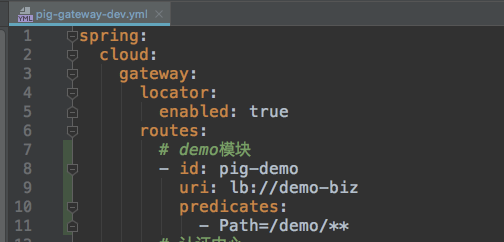 pig-gateway-dev.yml
1 spring:
2 cloud:
3 gateway:
4 locator:
5 enabled: true
6 routes:
7 # demo模块
8 - id: pig-demo
9 uri: lb://demo-biz
10 predicates:
11 - Path=/demo/**